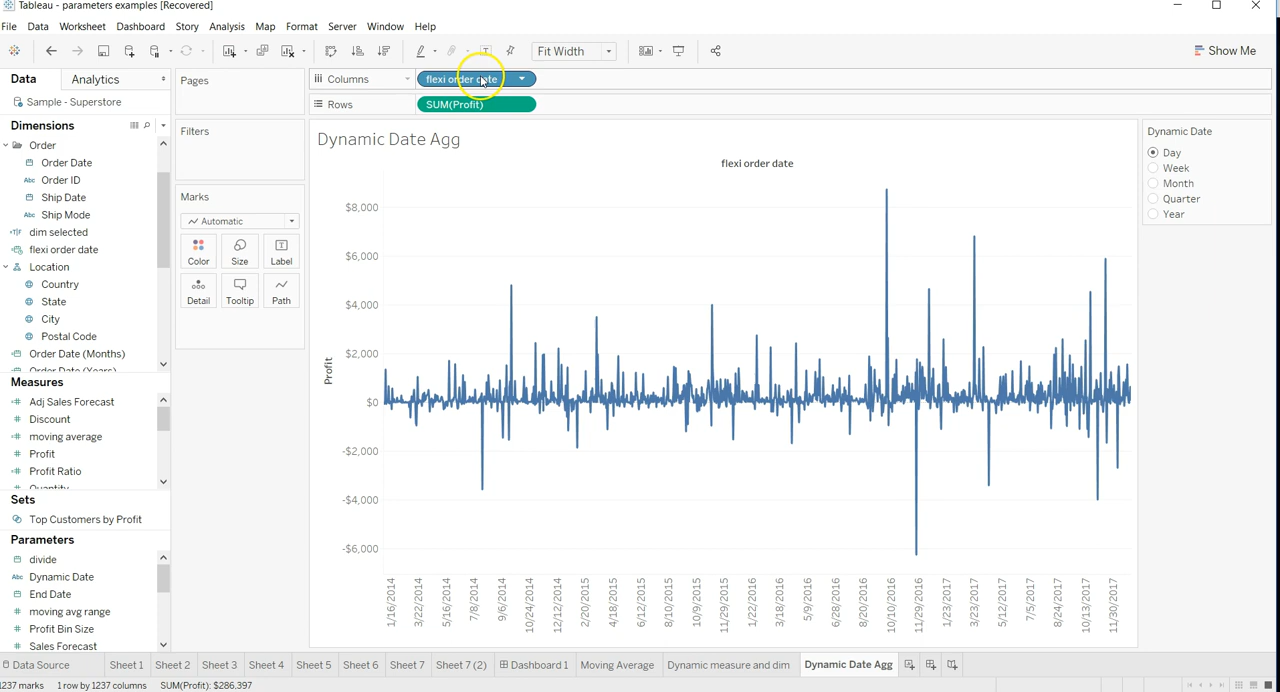 Tableau - parameters examples [Recovered]
File Data Worksheet Dashboard Story Analysis Map Format Server Window Help
Fit Width
Show Me
Data Analytics
Pages
Columns
flexi order date
Sample - Superstore
Rows
SUM(Profit)
Dimensions
Order
Order Date
Abc Order ID
Ship Date
Abc Ship Mode
dim selected
flexi order date
Location
Country
State
City
Postal Code
Order Date (Months)
Order Date (Years)
Measures
Adj Sales Forecast
Discount
moving average
Profit
Profit Ratio
Quantity
Sets
Top Customers by Profit
Parameters
divide
Abc Dynamic Date
End Date
moving avg range
Profit Bin Size
Sales Forecast
Filters
Marks
Automatic
Color Size Label
Detail Tooltip Path
Dynamic Date Agg
flexi order date
Profit
$8,000
$6,000
$4,000
$2,000
$0
-$2,000
-$4,000
-$6,000
1/16/2014
3/22/2014
5/16/2014
7/8/2014
9/6/2014
10/24/2014
12/12/2014
2/20/2015
4/18/2015
6/12/2015
8/10/2015
10/9/2015
11/29/2015
1/22/2016
3/18/2016
5/9/2016
6/28/2016
8/20/2016
10/10/2016
11/29/2016
1/23/2017
3/23/2017
5/12/2017
7/5/2017
8/24/2017
10/13/2017
11/30/2017
Dynamic Date
Day
Week
Month
Quarter
Year
Data Source Sheet 1 Sheet 2 Sheet 3 Sheet 4 Sheet 5 Sheet 6 Sheet 7 Sheet 7 (2) Dashboard 1 Moving Average Dynamic measure and dim Dynamic Date Agg
1237 marks 1 row by 1237 columns SUM(Profit): $286,397